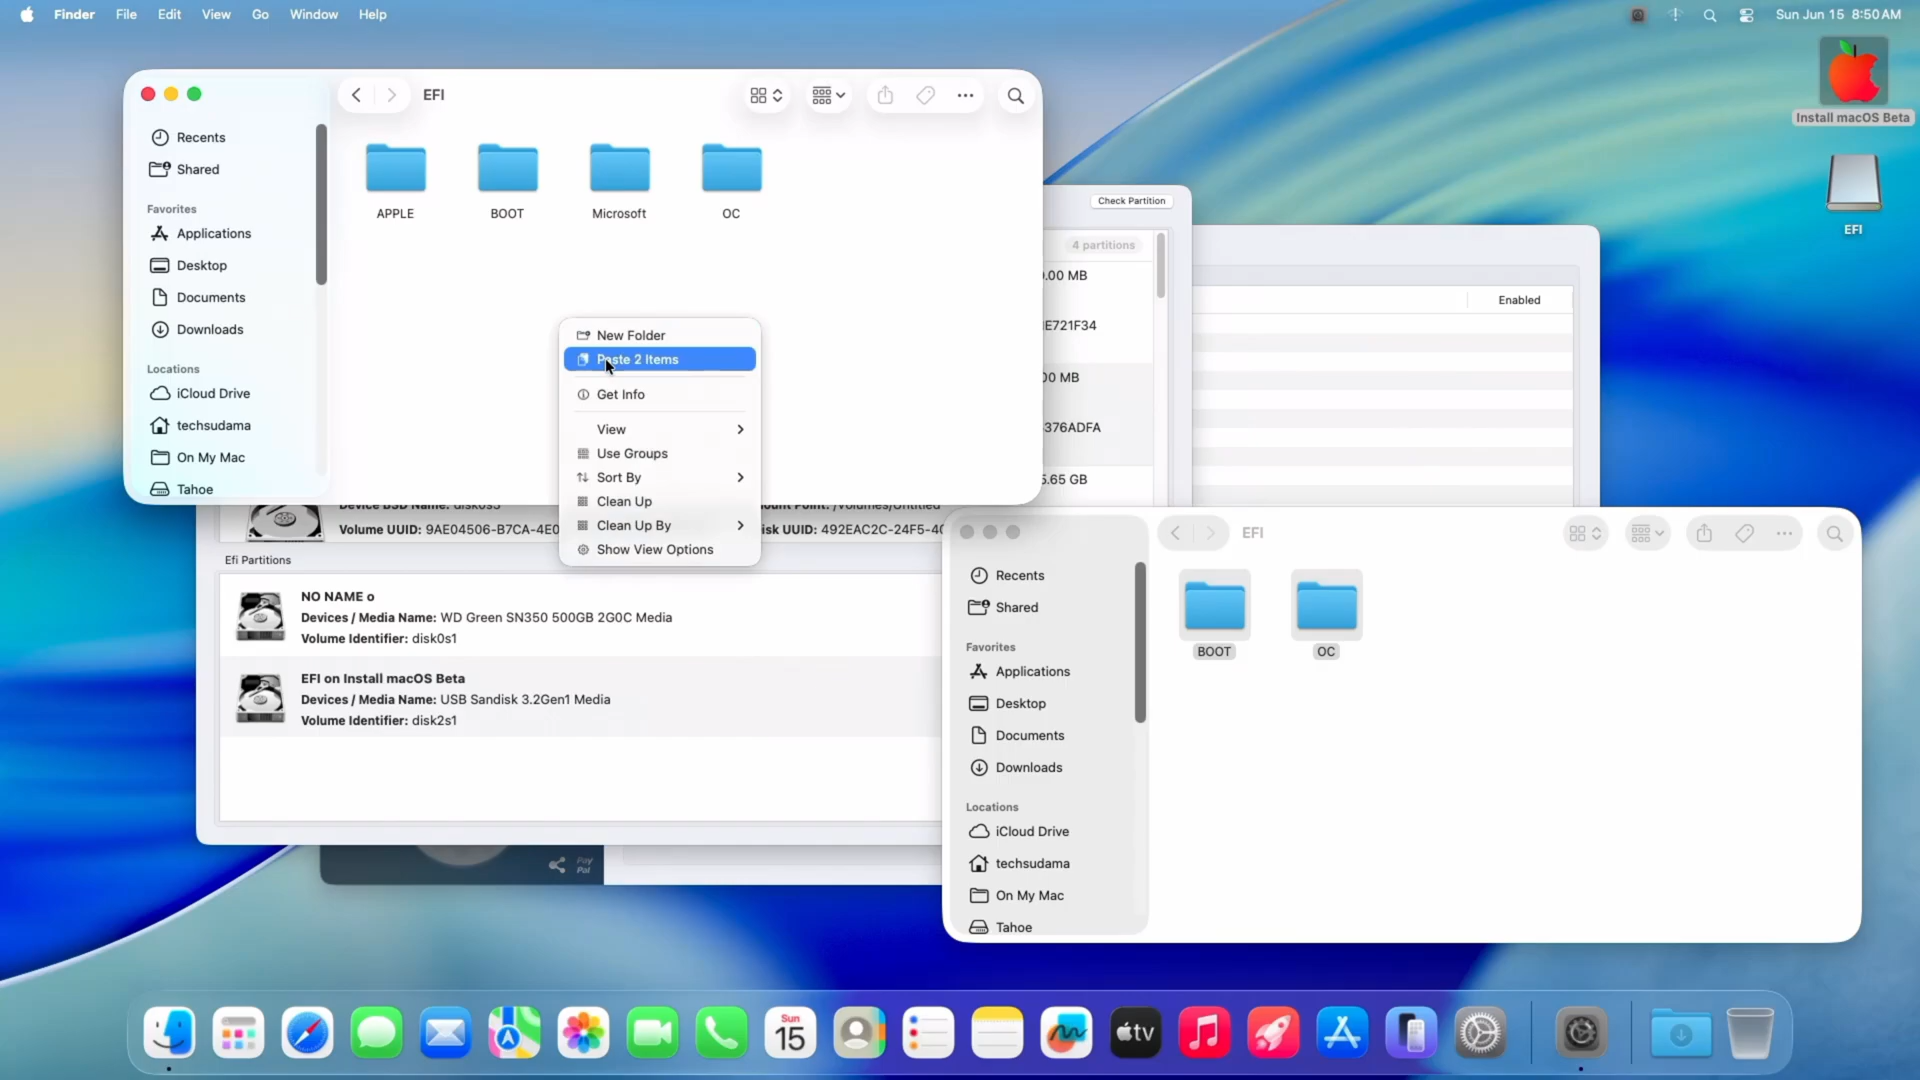 Finder File Edit View Go Window Help
Sun Jun 15 8:50 AM
Install macOS Beta
EFI
EFI
Recents
Shared
Favorites
Applications
Desktop
Documents
Downloads
Locations
iCloud Drive
techsudama
On My Mac
Tahoe
APPLE BOOT Microsoft OC
New Folder
Paste 2 Items
Get Info
View
Use Groups
Sort By
Clean Up
Clean Up By
Show View Options
Check Partition
4 partitions
.00 MB
E721F34
00 MB
376ADFA
5.65 GB
Enabled
Volume UUID: 9AE04506-B7CA-4E0
isk UUID: 492EAC2C-24F5-40
Efi Partitions
NO NAME o
Devices / Media Name: WD Green SN350 500GB 2G0C Media
Volume Identifier: disk0s1
EFI on Install macOS Beta
Devices / Media Name: USB Sandisk 3.2Gen1 Media
Volume Identifier: disk2s1
Pay
Pal
EFI
Recents
Shared
Favorites
Applications
Desktop
Documents
Downloads
Locations
iCloud Drive
techsudama
On My Mac
Tahoe
BOOT OC
Sun
15
tv